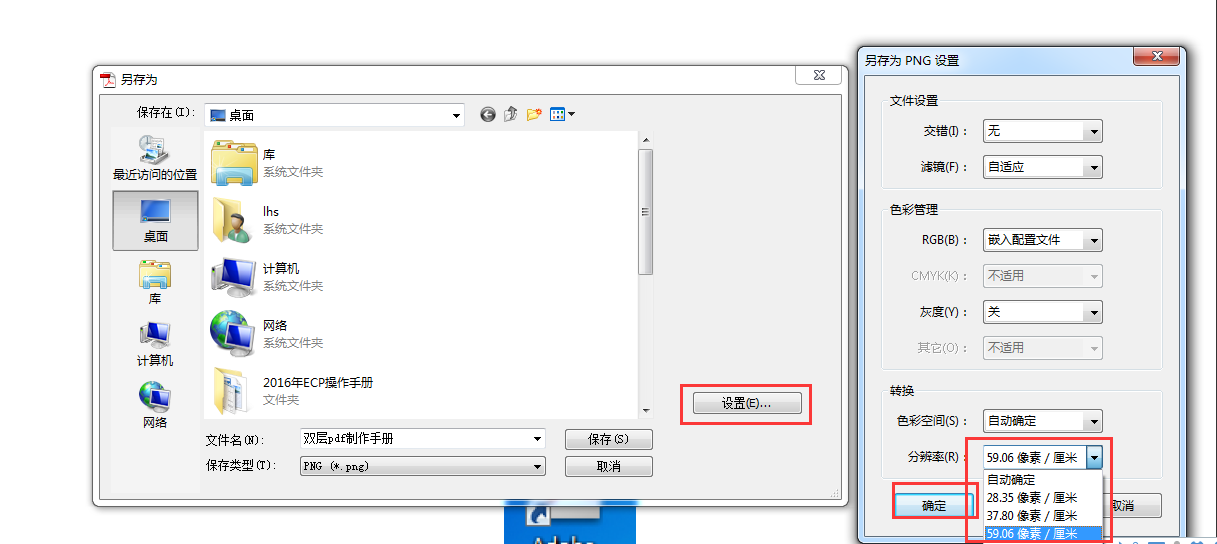 另存为
保存在(I):
桌面
最近访问的位置
桌面
库
计算机
网络
库
系统文件夹
lhs
系统文件夹
计算机
系统文件夹
网络
系统文件夹
2016年ECP操作手册
文件夹
设置(E)...
文件名(N):
双层pdf制作手册
保存(S)
保存类型(T):
PNG (*.png)
取消
另存为 PNG 设置
文件设置
交错(I)：
无
滤镜(F)：
自适应
色彩管理
RGB(B)：
嵌入配置文件
CMYK(K)：
不适用
灰度(Y)：
关
其它(O)：
不适用
转换
色彩空间(S)：
自动确定
分辨率(R)：
59.06 像素 / 厘米
自动确定
28.35 像素 / 厘米
37.80 像素 / 厘米
59.06 像素 / 厘米
确定
取消
Adobe